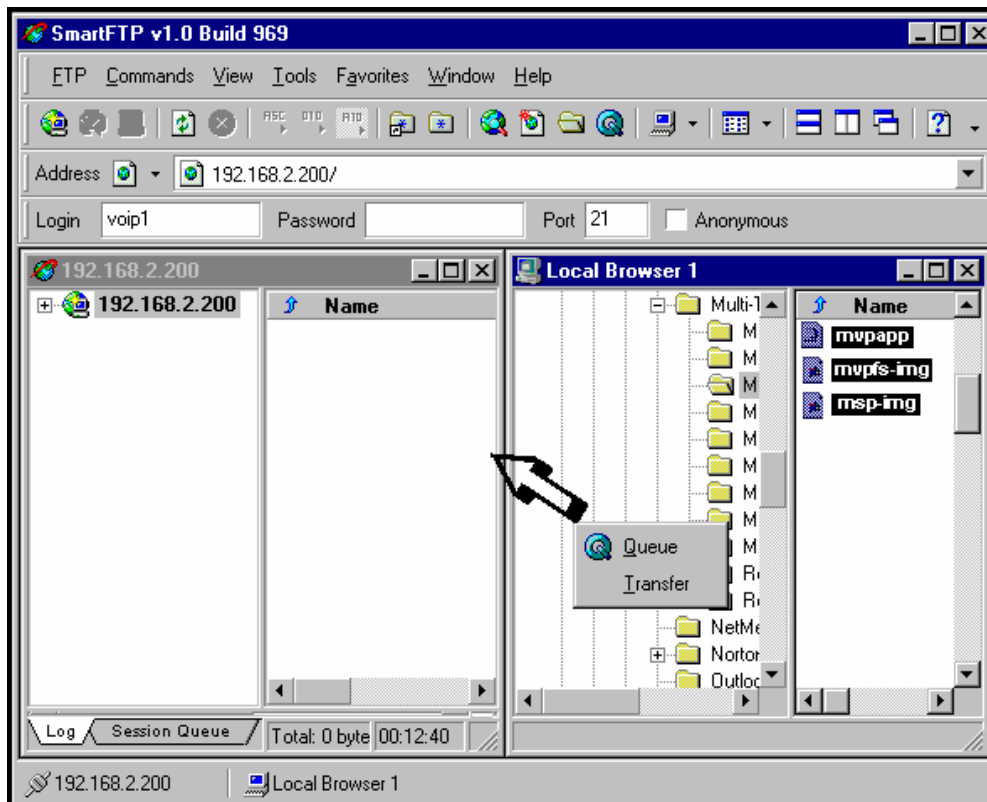 SmartFTP v1.0 Build 969
FTP Commands View Tools Favorites Window Help
Address 192.168.2.200/
Login voip1 Password Port 21 Anonymous
192.168.2.200
192.168.2.200
Name
Log Session Queue Total: 0 byte 00:12:40
Local Browser 1
Multi-T
M
M
M
M
M
M
M
M
M
R
R
NetMe
Norton
Outloo
Name
mvpapp
mvpfs-img
msp-img
Queue
Transfer
192.168.2.200 Local Browser 1